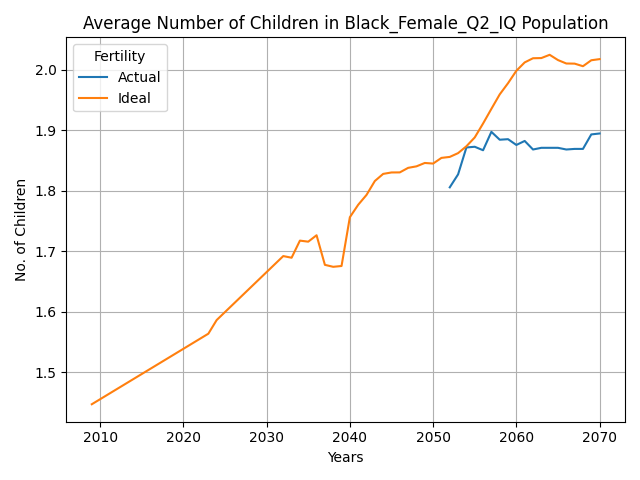 Average Number of Children in Black_Female_Q2_IQ Population
Fertility
Actual
Ideal
No. of Children
2.0
1.9
1.8
1.7
1.6
1.5
2010
2020
2030
2040
2050
2060
2070
Years